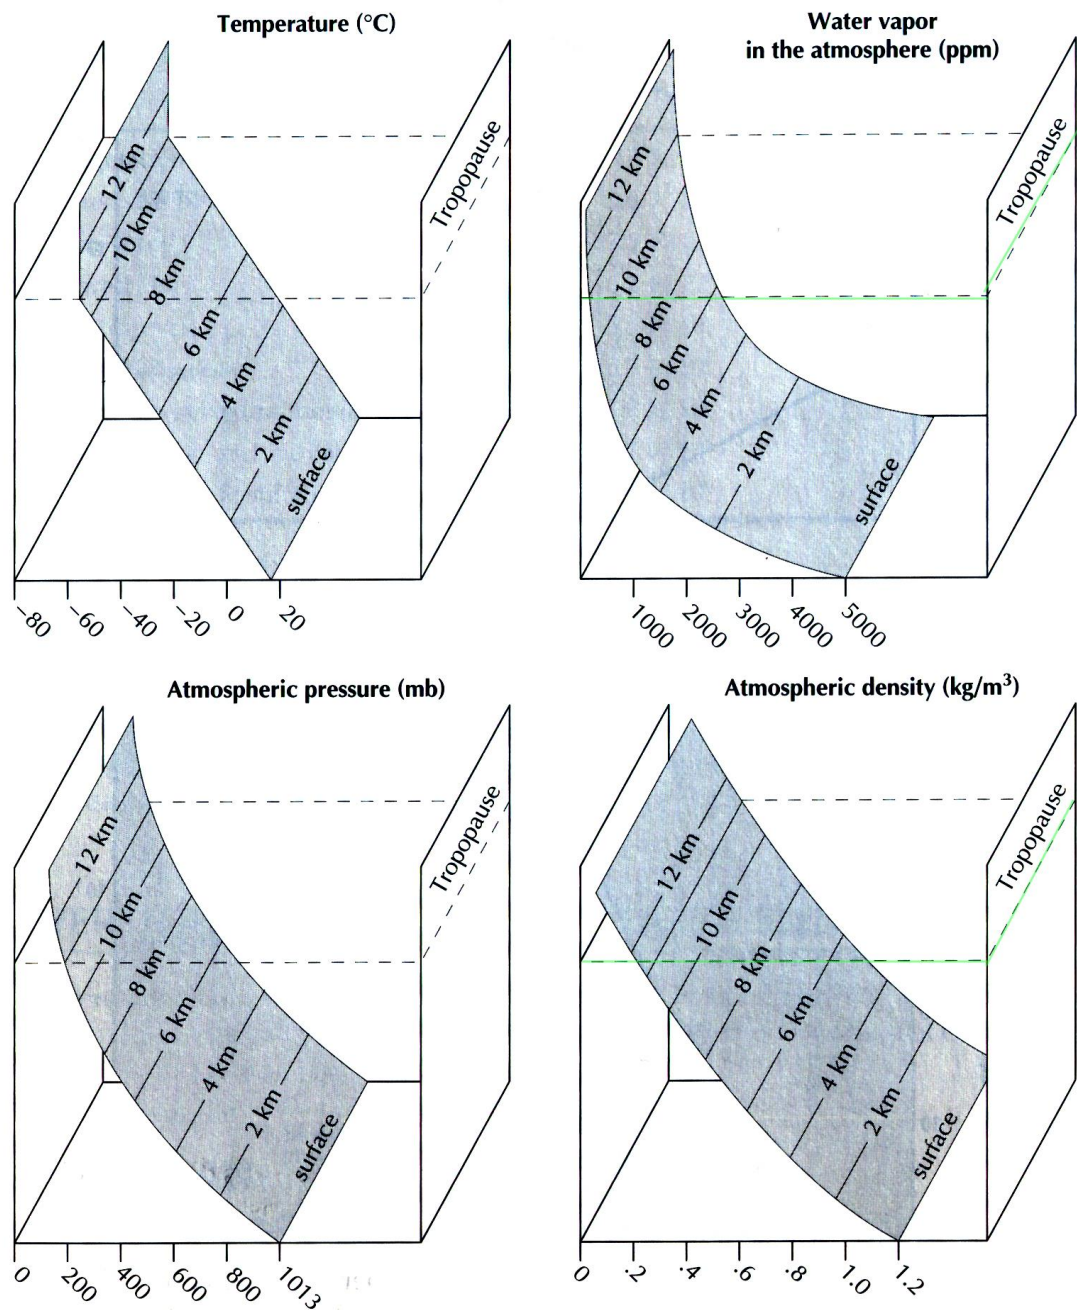 Temperature (°C)
12 km
10 km
8 km
6 km
4 km
2 km
surface
Tropopause
−80
−60
−40
−20
0
20
Water vapor
in the atmosphere (ppm)
12 km
10 km
8 km
6 km
4 km
2 km
surface
Tropopause
1000
2000
3000
4000
5000
Atmospheric pressure (mb)
12 km
10 km
8 km
6 km
4 km
2 km
surface
Tropopause
0
200
400
600
800
1013
Atmospheric density (kg/m³)
12 km
10 km
8 km
6 km
4 km
2 km
surface
Tropopause
0
.2
.4
.6
.8
1.0
1.2